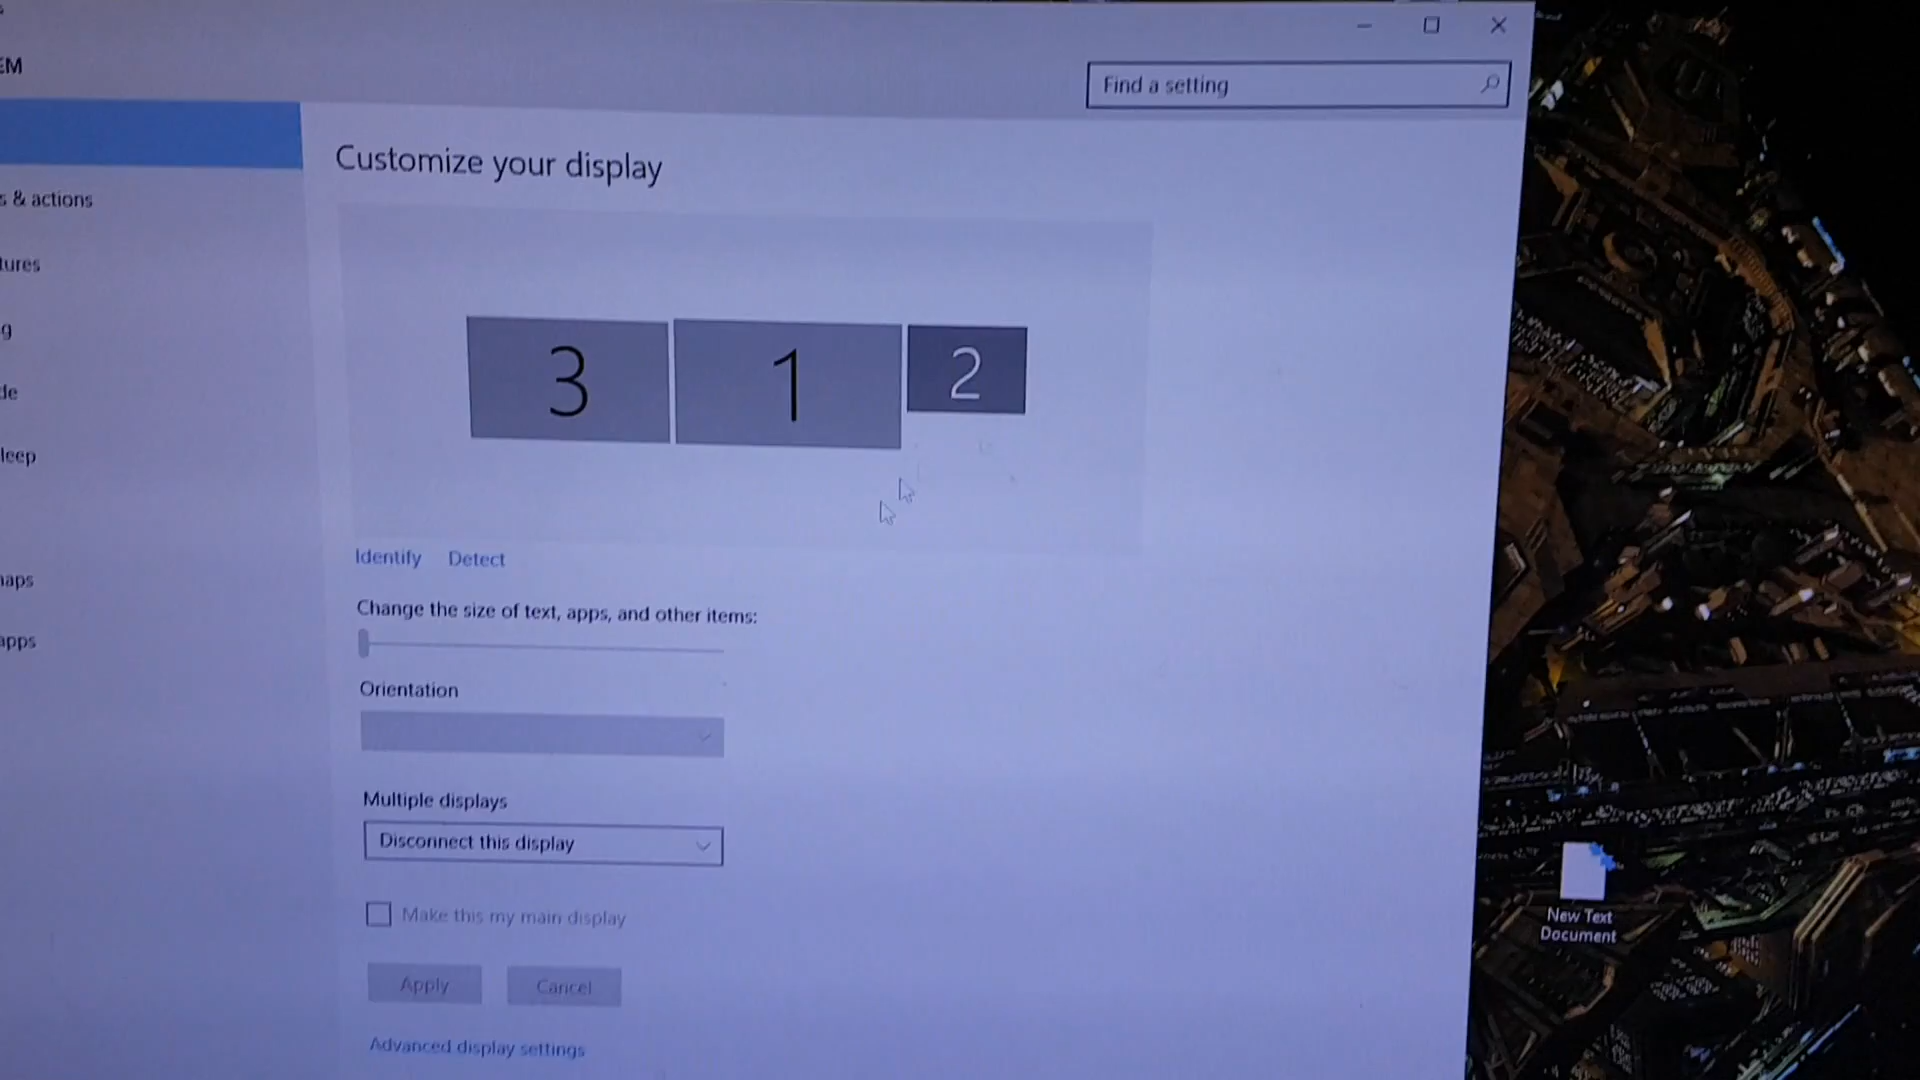 EM
Find a setting
Customize your display
s & actions
tures
g
de
leep
aps
apps
3
1
2
Identify Detect
Change the size of text, apps, and other items:
Orientation
Multiple displays
Disconnect this display
Make this my main display
Apply Cancel
Advanced display settings
New Text
Document